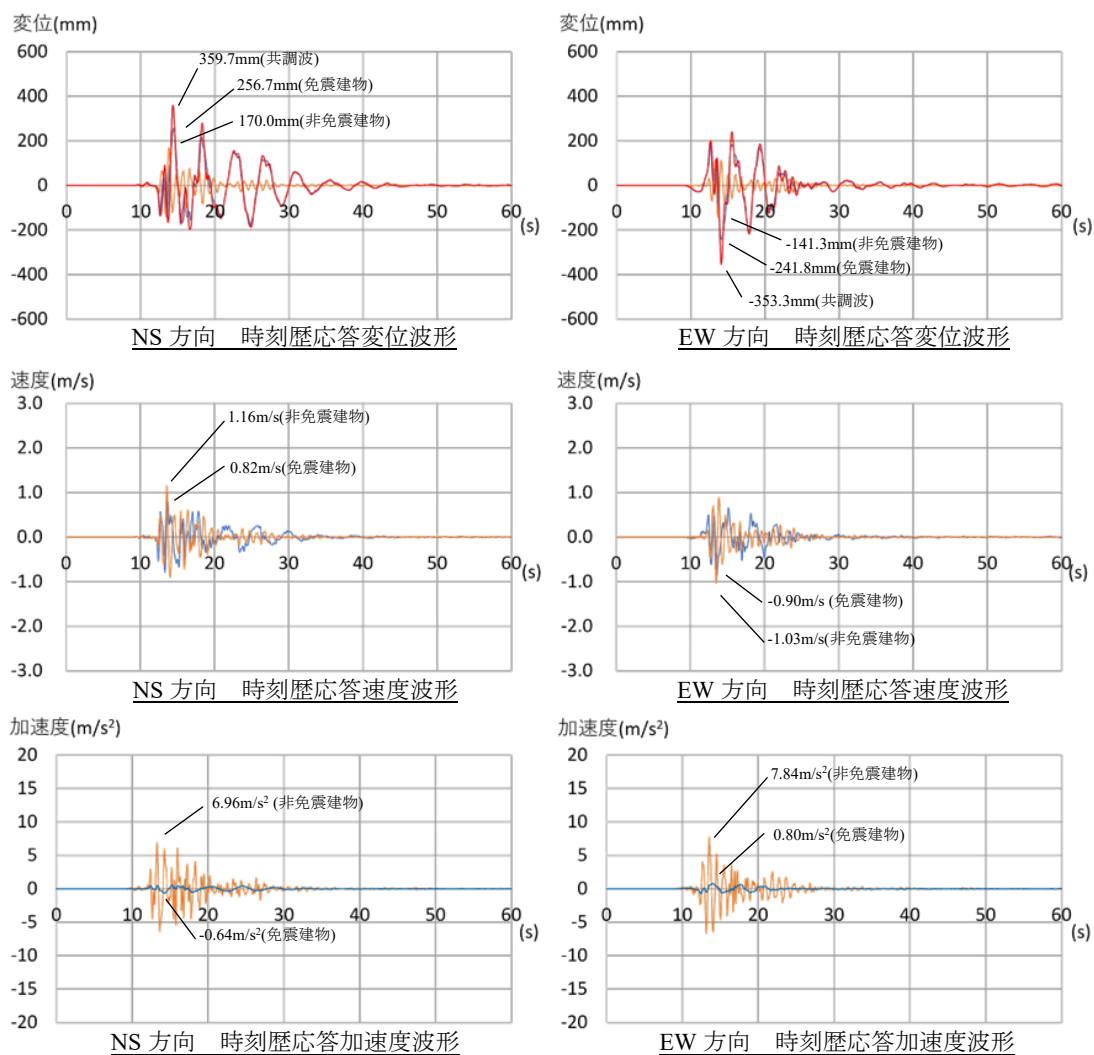 変位(mm)
600
400
200
0
-200
-400
-600
0 10 20 30 40 50 60
(s)
359.7mm(共調波)
256.7mm(免震建物)
170.0mm(非免震建物)
NS 方向 時刻歴応答変位波形
変位(mm)
600
400
200
0
-200
-400
-600
0 10 20 30 40 50 60
(s)
-141.3mm(非免震建物)
-241.8mm(免震建物)
-353.3mm(共調波)
EW 方向 時刻歴応答変位波形
速度(m/s)
3.0
2.0
1.0
0.0
-1.0
-2.0
-3.0
0 10 20 30 40 50 60
(s)
1.16m/s(非免震建物)
0.82m/s(免震建物)
NS 方向 時刻歴応答速度波形
速度(m/s)
3.0
2.0
1.0
0.0
-1.0
-2.0
-3.0
0 10 20 30 40 50 60
(s)
-0.90m/s (免震建物)
-1.03m/s(非免震建物)
EW 方向 時刻歴応答速度波形
加速度(m/s²)
20
15
10
5
0
-5
-10
-15
-20
0 10 20 30 40 50 60
(s)
6.96m/s² (非免震建物)
-0.64m/s²(免震建物)
NS 方向 時刻歴応答加速度波形
加速度(m/s²)
20
15
10
5
0
-5
-10
-15
-20
0 10 20 30 40 50 60
(s)
7.84m/s²(非免震建物)
0.80m/s²(免震建物)
EW 方向 時刻歴応答加速度波形